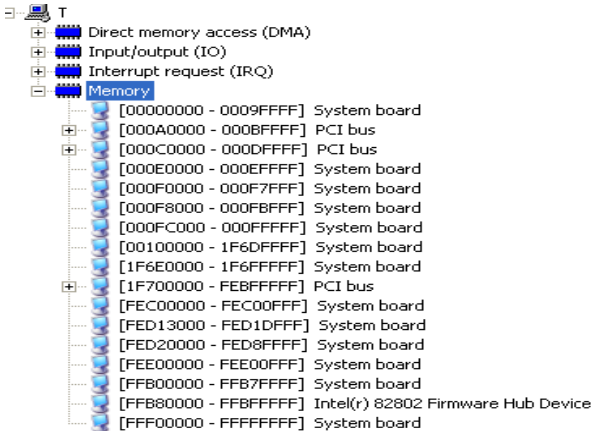 T
Direct memory access (DMA)
Input/output (IO)
Interrupt request (IRQ)
Memory
[00000000 - 0009FFFF] System board
[000A0000 - 000BFFFF] PCI bus
[000C0000 - 000DFFFF] PCI bus
[000E0000 - 000EFFFF] System board
[000F0000 - 000F7FFF] System board
[000F8000 - 000FBFFF] System board
[000FC000 - 000FFFFF] System board
[00100000 - 1F6DFFFF] System board
[1F6E0000 - 1F6FFFFF] System board
[1F700000 - FEBFFFFF] PCI bus
[FEC00000 - FEC00FFF] System board
[FED13000 - FED1DFFF] System board
[FED20000 - FED8FFFF] System board
[FEE00000 - FEE00FFF] System board
[FFB00000 - FFB7FFFF] System board
[FFB80000 - FFBFFFFF] Intel(r) 82802 Firmware Hub Device
[FFF00000 - FFFFFFFF] System board